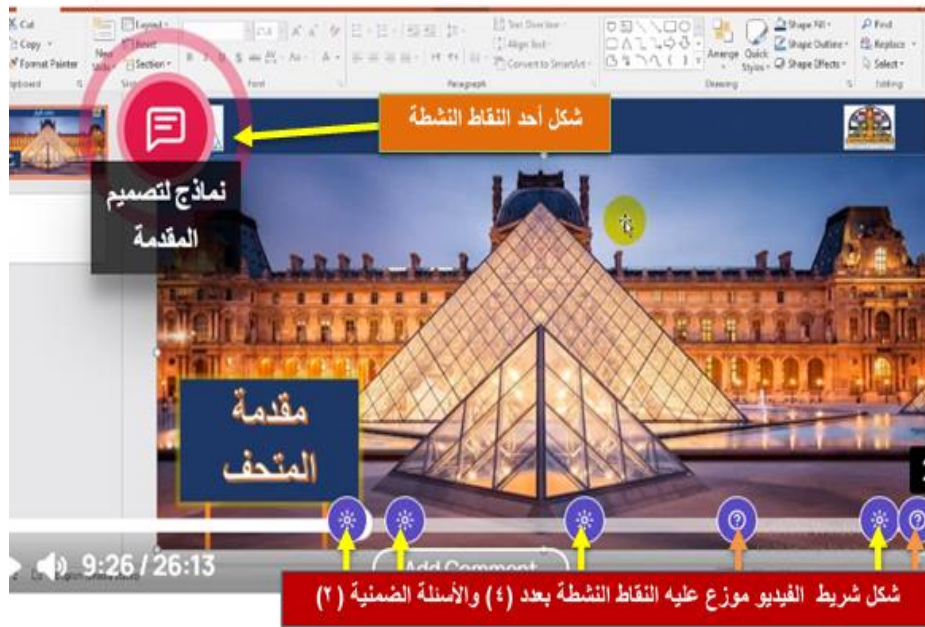 Cut
Copy
Format Painter
New
Layout
Reset
Section
Font
Paragraph
Text Direction
Align Text
Convert to SmartArt
Arrange
Quick
Styles
Shape Fill
Shape Outline
Shape Effects
Drawing
Find
Replace
Select
Editing
شكل أحد النقاط النشطة
نماذج لتصميم
المقدمة
مقدمة
المتحف
9:26 / 26:13
Add Comment
شكل شريط الفيديو موزع عليه النقاط النشطة بعدد (٤) والأسئلة الضمنية (٢)